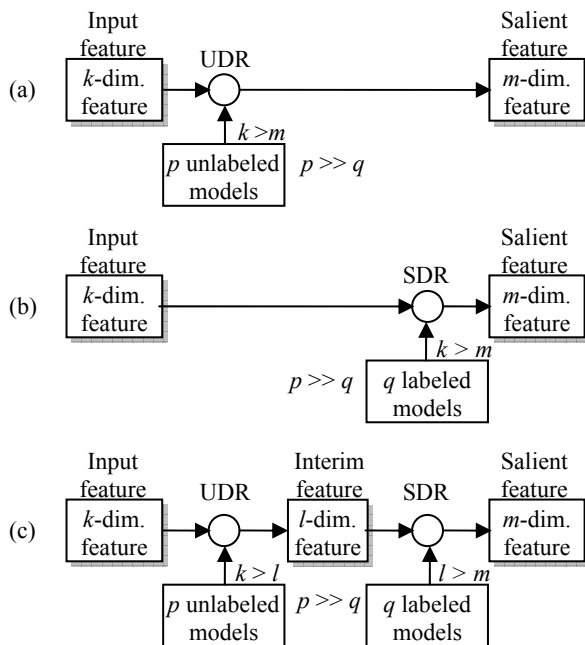 Input
feature
Salient
feature
UDR
(a)
k-dim.
feature
m-dim.
feature
k >m
p unlabeled
models
p >> q
Input
feature
Salient
feature
SDR
(b)
k-dim.
feature
m-dim.
feature
k > m
p >> q
q labeled
models
Input
feature
Interim
feature
Salient
feature
UDR
SDR
(c)
k-dim.
feature
l-dim.
feature
m-dim.
feature
k > l
l > m
p unlabeled
models
p >> q
q labeled
models